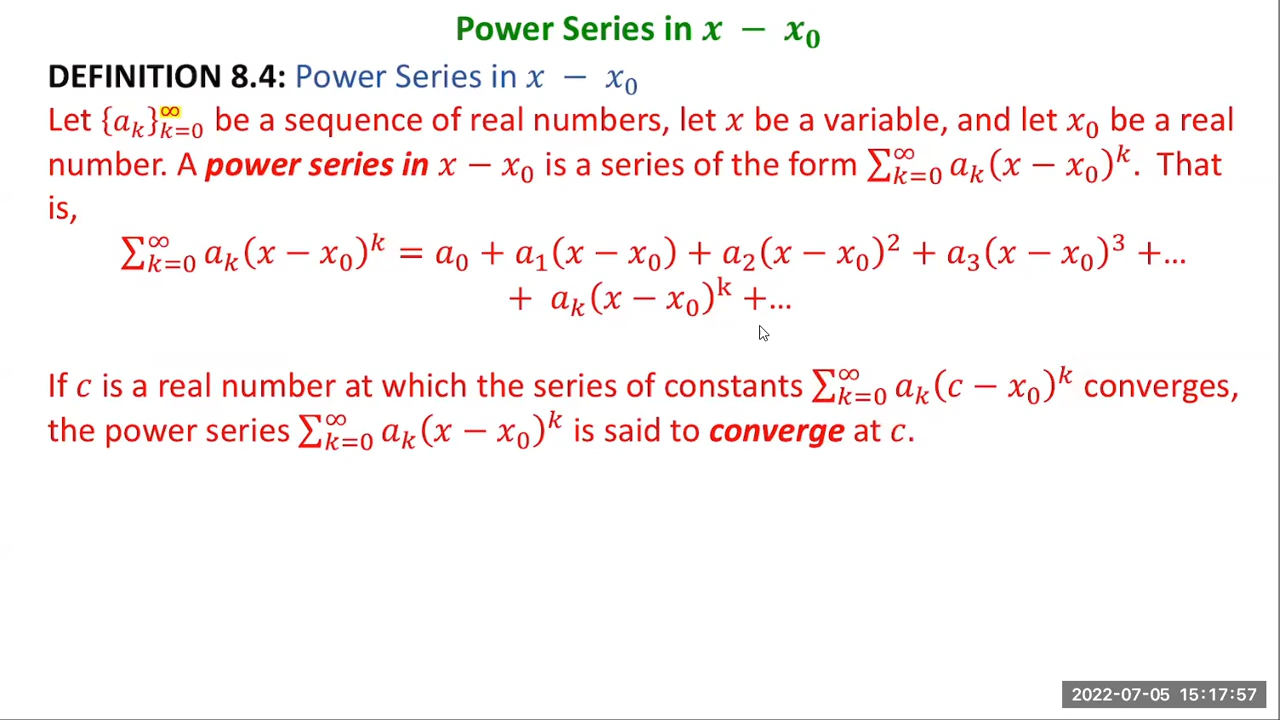 Power Series in 𝒙 − 𝒙₀
DEFINITION 8.4: Power Series in 𝑥 − 𝑥₀
Let {𝑎ₖ}_{𝑘=0}^{∞} be a sequence of real numbers, let 𝑥 be a variable, and let 𝑥₀ be a real
number. A power series in 𝑥 − 𝑥₀ is a series of the form ∑_{𝑘=0}^{∞} 𝑎ₖ(𝑥 − 𝑥₀)^𝑘. That
is,
∑_{𝑘=0}^{∞} 𝑎ₖ(𝑥 − 𝑥₀)^𝑘 = 𝑎₀ + 𝑎₁(𝑥 − 𝑥₀) + 𝑎₂(𝑥 − 𝑥₀)² + 𝑎₃(𝑥 − 𝑥₀)³ +…
+ 𝑎ₖ(𝑥 − 𝑥₀)^k +…
If 𝑐 is a real number at which the series of constants ∑_{𝑘=0}^{∞} 𝑎ₖ(𝑐 − 𝑥₀)^𝑘 converges,
the power series ∑_{𝑘=0}^{∞} 𝑎ₖ(𝑥 − 𝑥₀)^𝑘 is said to converge at 𝑐.
2022-07-05 15:17:57